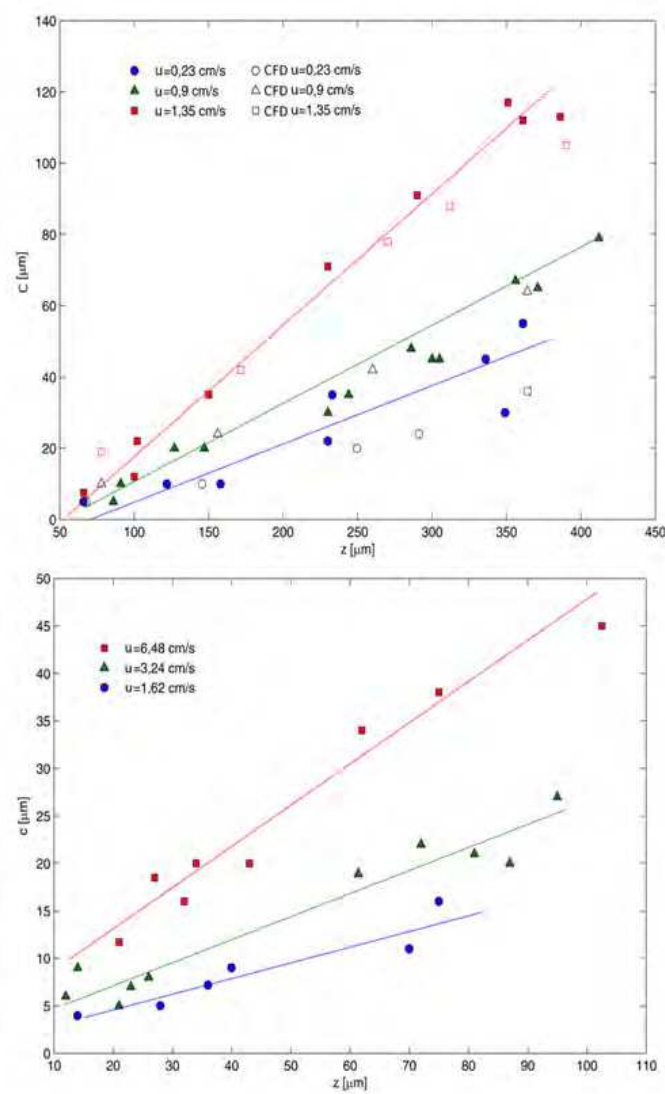 140
120
100
80
60
40
20
0
C [μm]
u=0,23 cm/s
u=0,9 cm/s
u=1,35 cm/s
CFD u=0,23 cm/s
CFD u=0,9 cm/s
CFD u=1,35 cm/s
50 100 150 200 250 300 350 400 450
z [μm]
50
45
40
35
30
25
20
15
10
5
0
c [μm]
u=6,48 cm/s
u=3,24 cm/s
u=1,62 cm/s
10 20 30 40 50 60 70 80 90 100 110
z [μm]